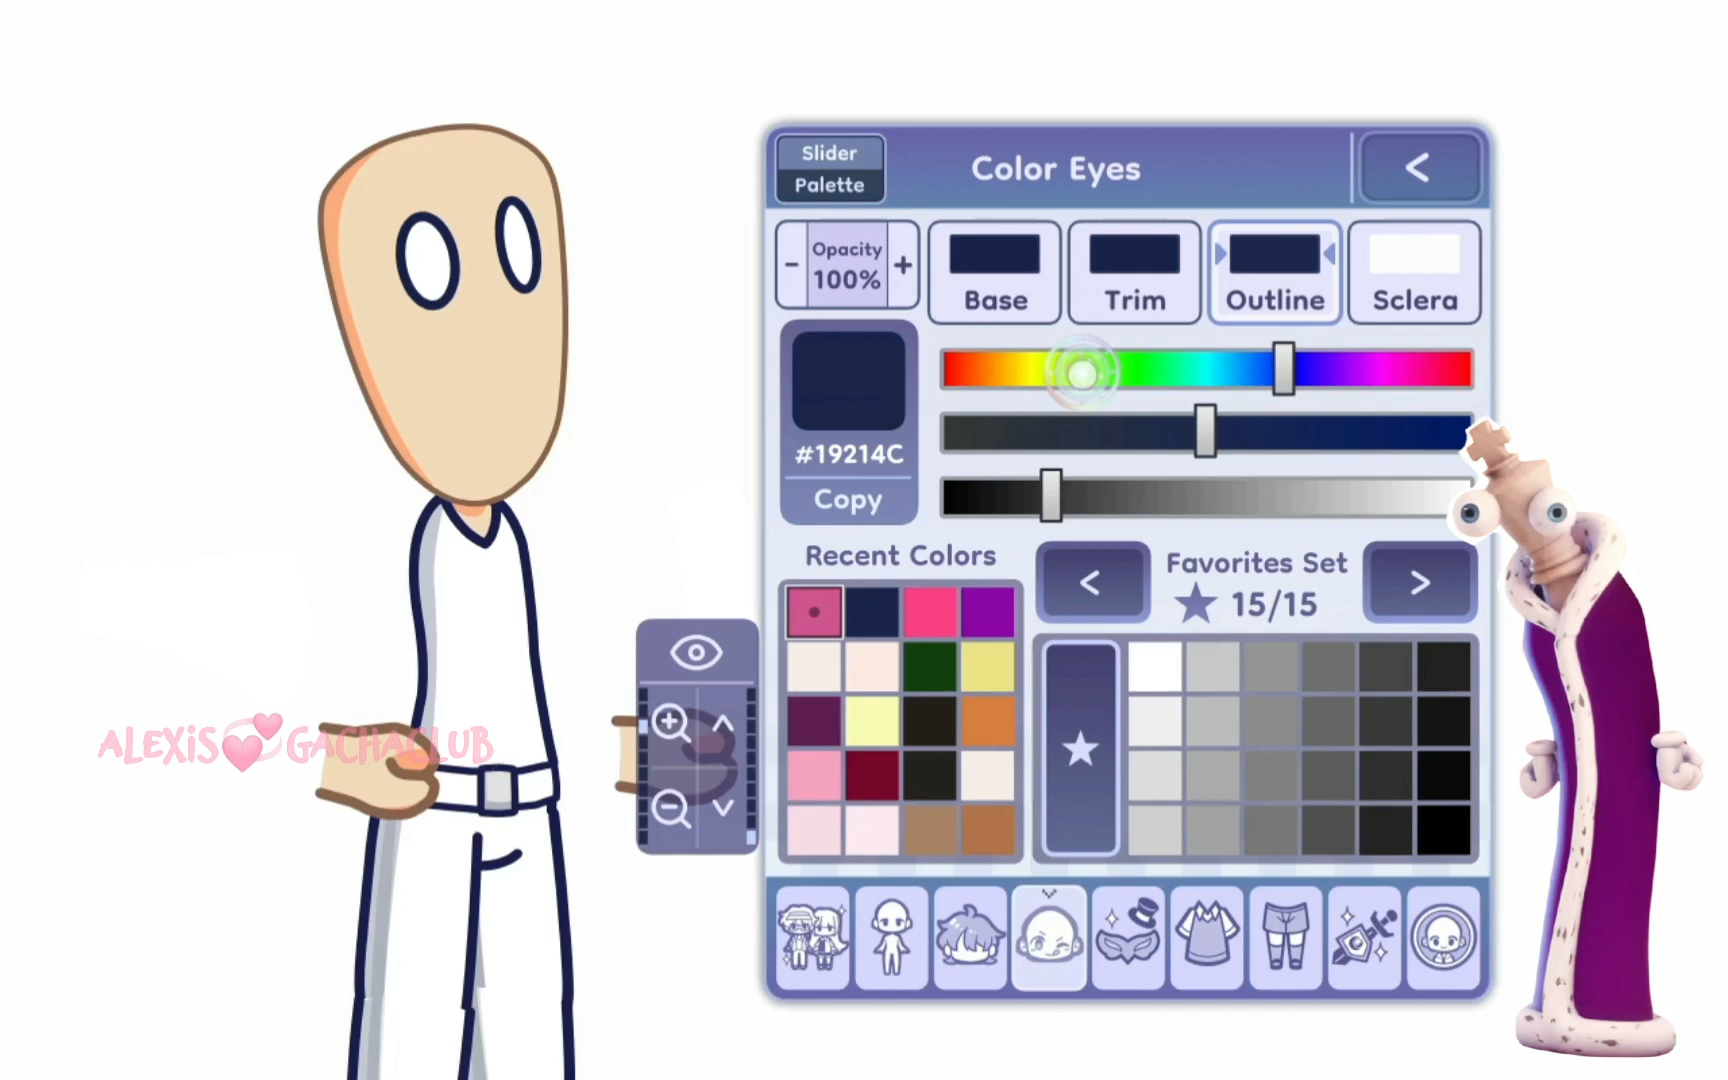 Slider
Palette
Color Eyes
<
-
Opacity
100%
+
Base
Trim
Outline
Sclera
#19214C
Copy
Recent Colors
<
Favorites Set
15/15
>
ALEXiS GACHACLUB